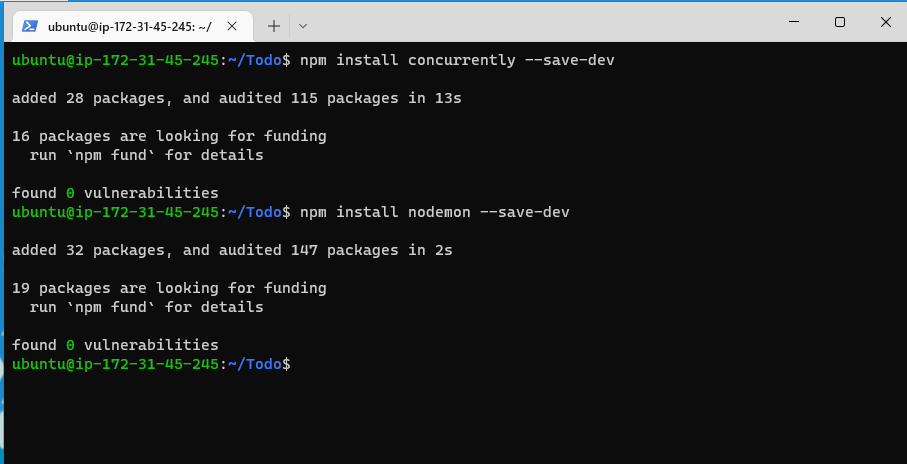 ubuntu@ip-172-31-45-245: ~/
ubuntu@ip-172-31-45-245:~/Todo$ npm install concurrently --save-dev
added 28 packages, and audited 115 packages in 13s
16 packages are looking for funding
run `npm fund` for details
found 0 vulnerabilities
ubuntu@ip-172-31-45-245:~/Todo$ npm install nodemon --save-dev
added 32 packages, and audited 147 packages in 2s
19 packages are looking for funding
run `npm fund` for details
found 0 vulnerabilities
ubuntu@ip-172-31-45-245:~/Todo$